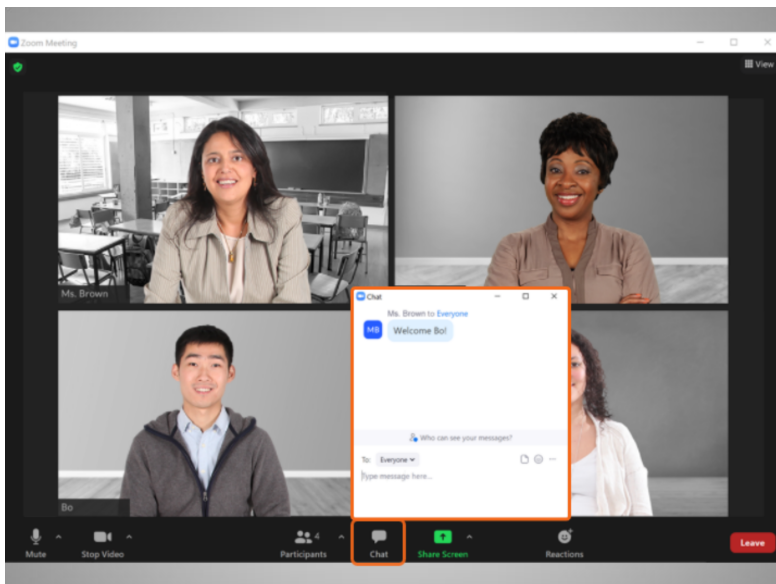 Zoom Meeting
View
Ms. Brown
Chat
Ms. Brown to Everyone
MB
Welcome Bo!
Who can see your messages?
To: Everyone
Type message here...
Bo
4
Mute
Stop Video
Participants
Chat
Share Screen
Reactions
Leave